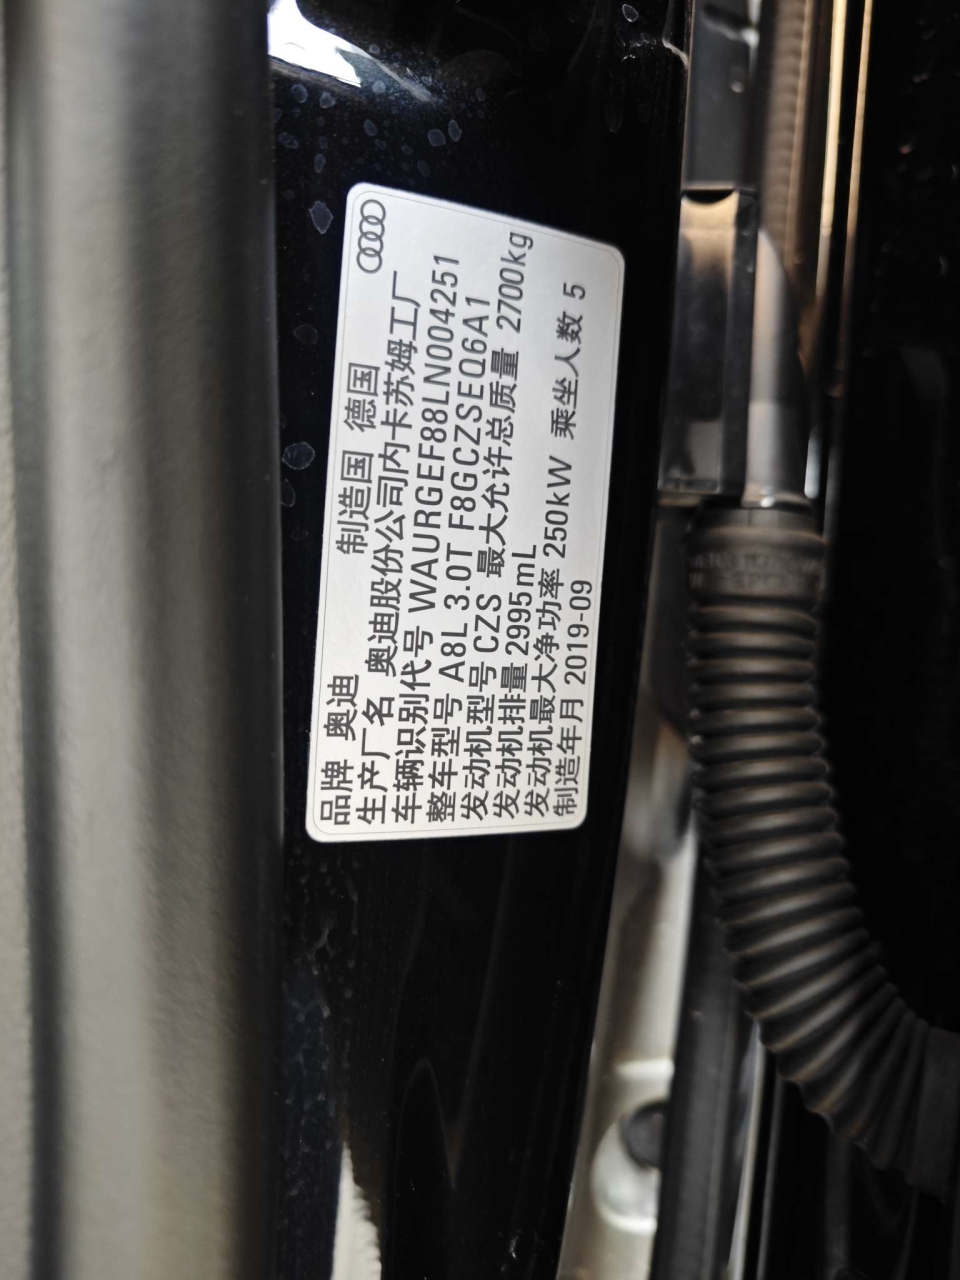 品牌 奥迪 制造国 德国
生产厂名 奥迪股份公司内卡苏姆工厂
车辆识别代号 WAURGEF88LN004251
整车型号 A8L 3.0T F8GCZSEQ6A1
发动机型号 CZS 最大允许总质量 2700kg
发动机排量 2995mL
发动机最大净功率 250kW 乘坐人数 5
制造年月 2019-09